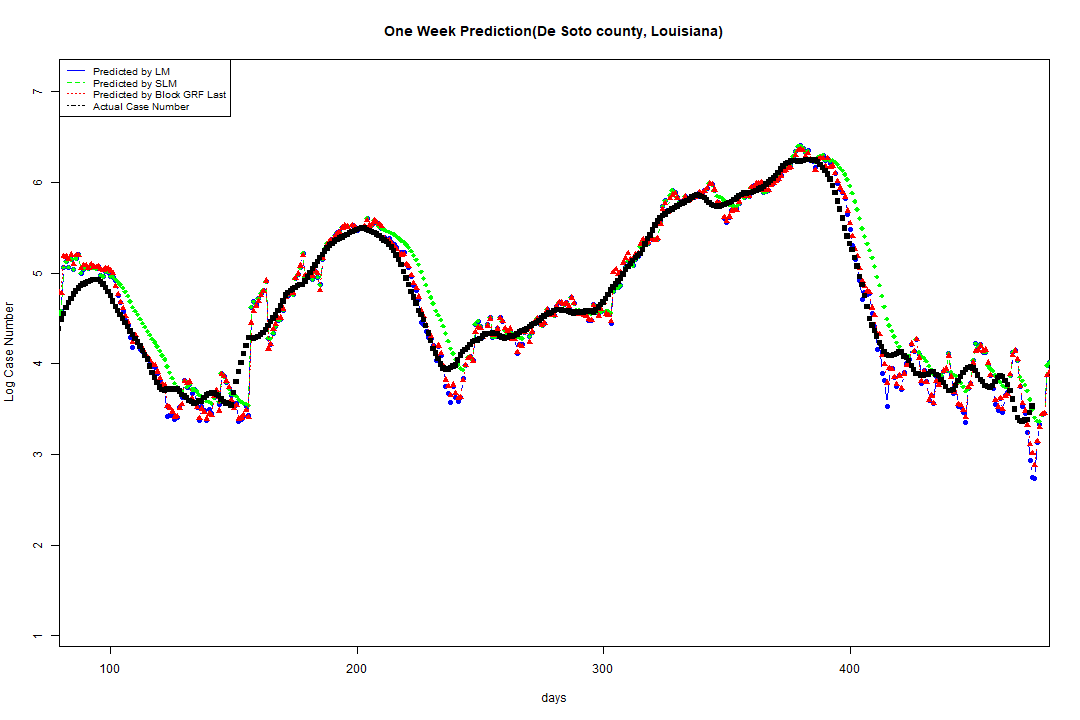 One Week Prediction(De Soto county, Louisiana)
Predicted by LM
Predicted by SLM
Predicted by Block GRF Last
Actual Case Number
7
6
5
4
3
2
1
Log Case Number
100 200 300 400
days